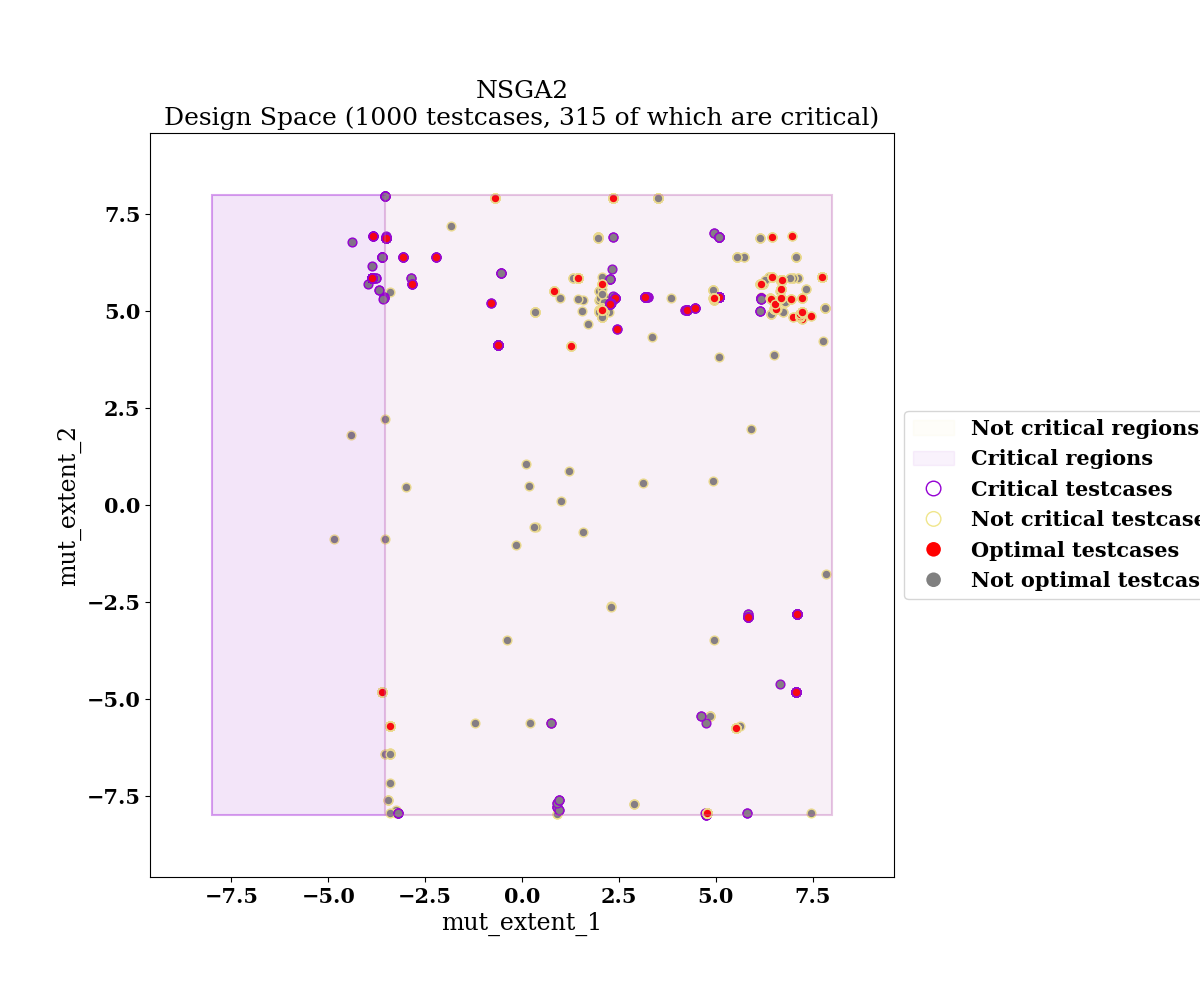 NSGA2
Design Space (1000 testcases, 315 of which are critical)
7.5
5.0
2.5
0.0
−2.5
−5.0
−7.5
mut_extent_2
−7.5
−5.0
−2.5
0.0
2.5
5.0
7.5
mut_extent_1
Not critical regions
Critical regions
Critical testcases
Not critical testcase
Optimal testcases
Not optimal testcas